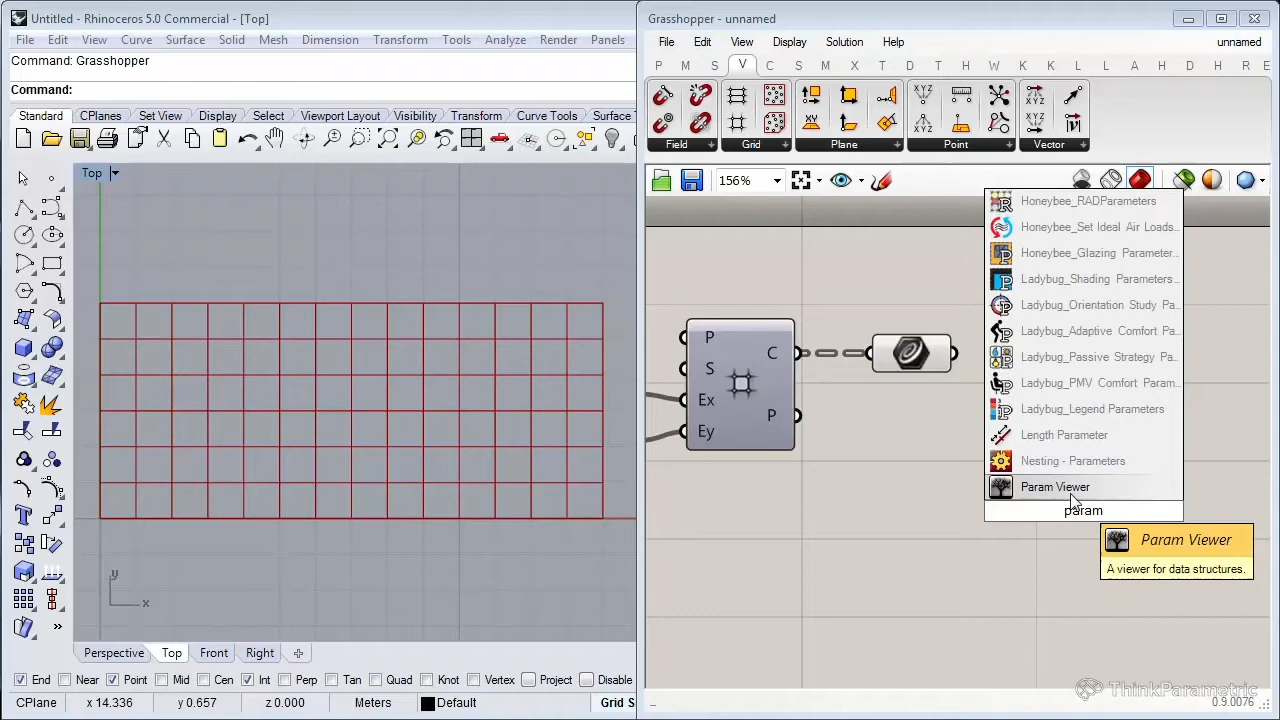 Untitled - Rhinoceros 5.0 Commercial - [Top]
File Edit View Curve Surface Solid Mesh Dimension Transform Tools Analyze Render Panels
Command: Grasshopper
Command:
Standard CPlanes Set View Display Select Viewport Layout Visibility Transform Curve Tools Surface
Top
y
x
Perspective Top Front Right
End Near Point Mid Cen Int Perp Tan Quad Knot Vertex Project Disable
CPlane x 14.336 y 0.657 z 0.000 Meters Default Grid S
Grasshopper - unnamed
File Edit View Display Solution Help unnamed
P M S V C S M X T D T H W K K L L A D H R E
Field Grid Plane Point Vector
156%
P
S
Ex
Ey
C
P
Honeybee_RADParameters
Honeybee_Set Ideal Air Loads...
Honeybee_Glazing Parameter...
Ladybug_Shading Parameters...
Ladybug_Orientation Study Pa...
Ladybug_Adaptive Comfort Pa...
Ladybug_Passive Strategy Pa...
Ladybug_PMV Comfort Param...
Ladybug_Legend Parameters
Length Parameter
Nesting - Parameters
Param Viewer
param
Param Viewer
A viewer for data structures.
ThinkParametric
0.9.0076